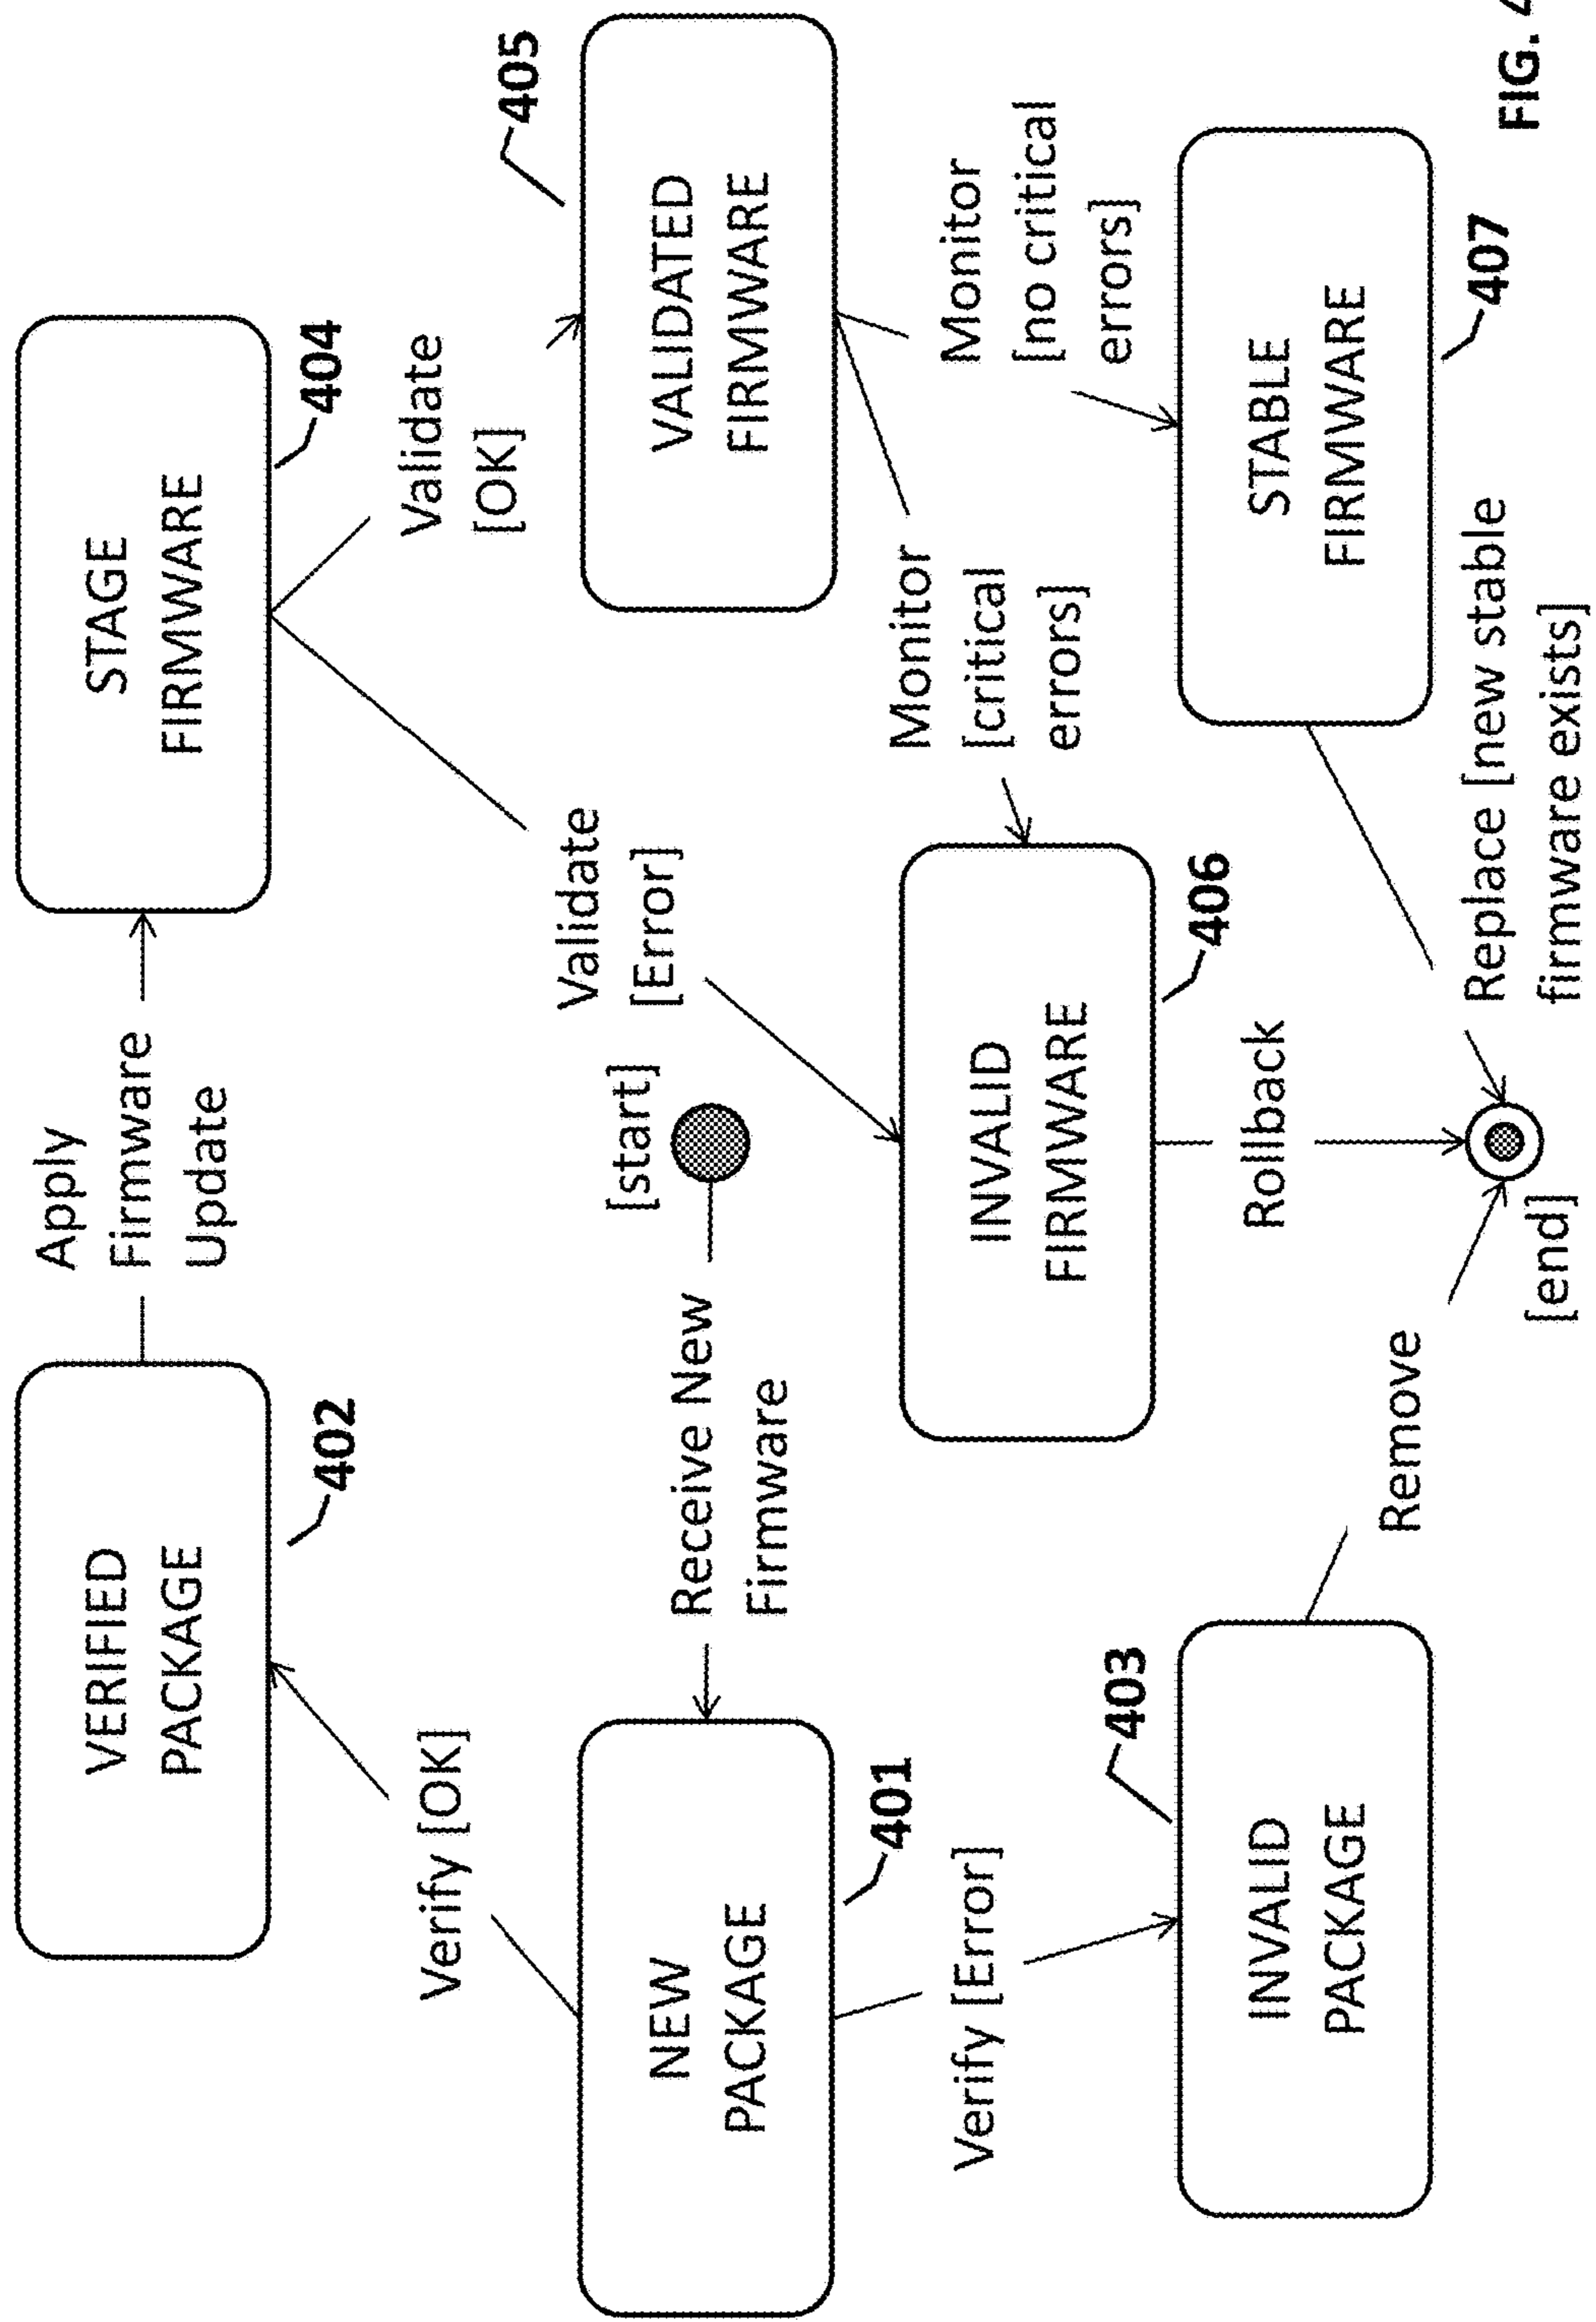 VERIFIED
PACKAGE
402
Apply
Firmware
Update
STAGE
FIRMWARE
404
Verify [OK]
Validate
[OK]
405
[start]
Receive New
Firmware
Validate
[Error]
NEW
PACKAGE
401
VALIDATED
FIRMWARE
Verify [Error]
INVALID
FIRMWARE
406
Monitor
[critical
errors]
Monitor
[no critical
errors]
403
INVALID
PACKAGE
Remove
Rollback
STABLE
FIRMWARE
407
[end]
Replace [new stable
firmware exists]
FIG. 4